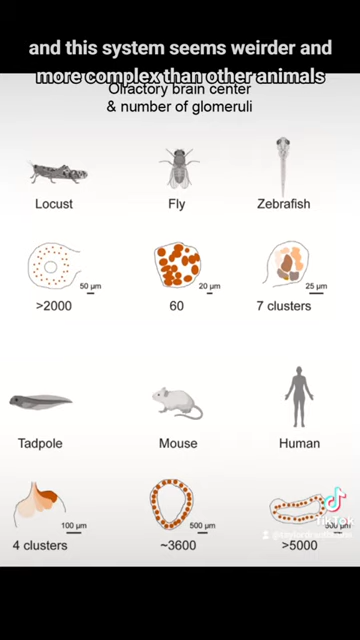 and this system seems weirder and
more complex than other animals
Olfactory brain center
& number of glomeruli
Locust
Fly
Zebrafish
50 µm
20 µm
25 µm
>2000
60
7 clusters
Tadpole
Mouse
Human
100 µm
500 µm
500 µm
TikTok
4 clusters
~3600
>5000